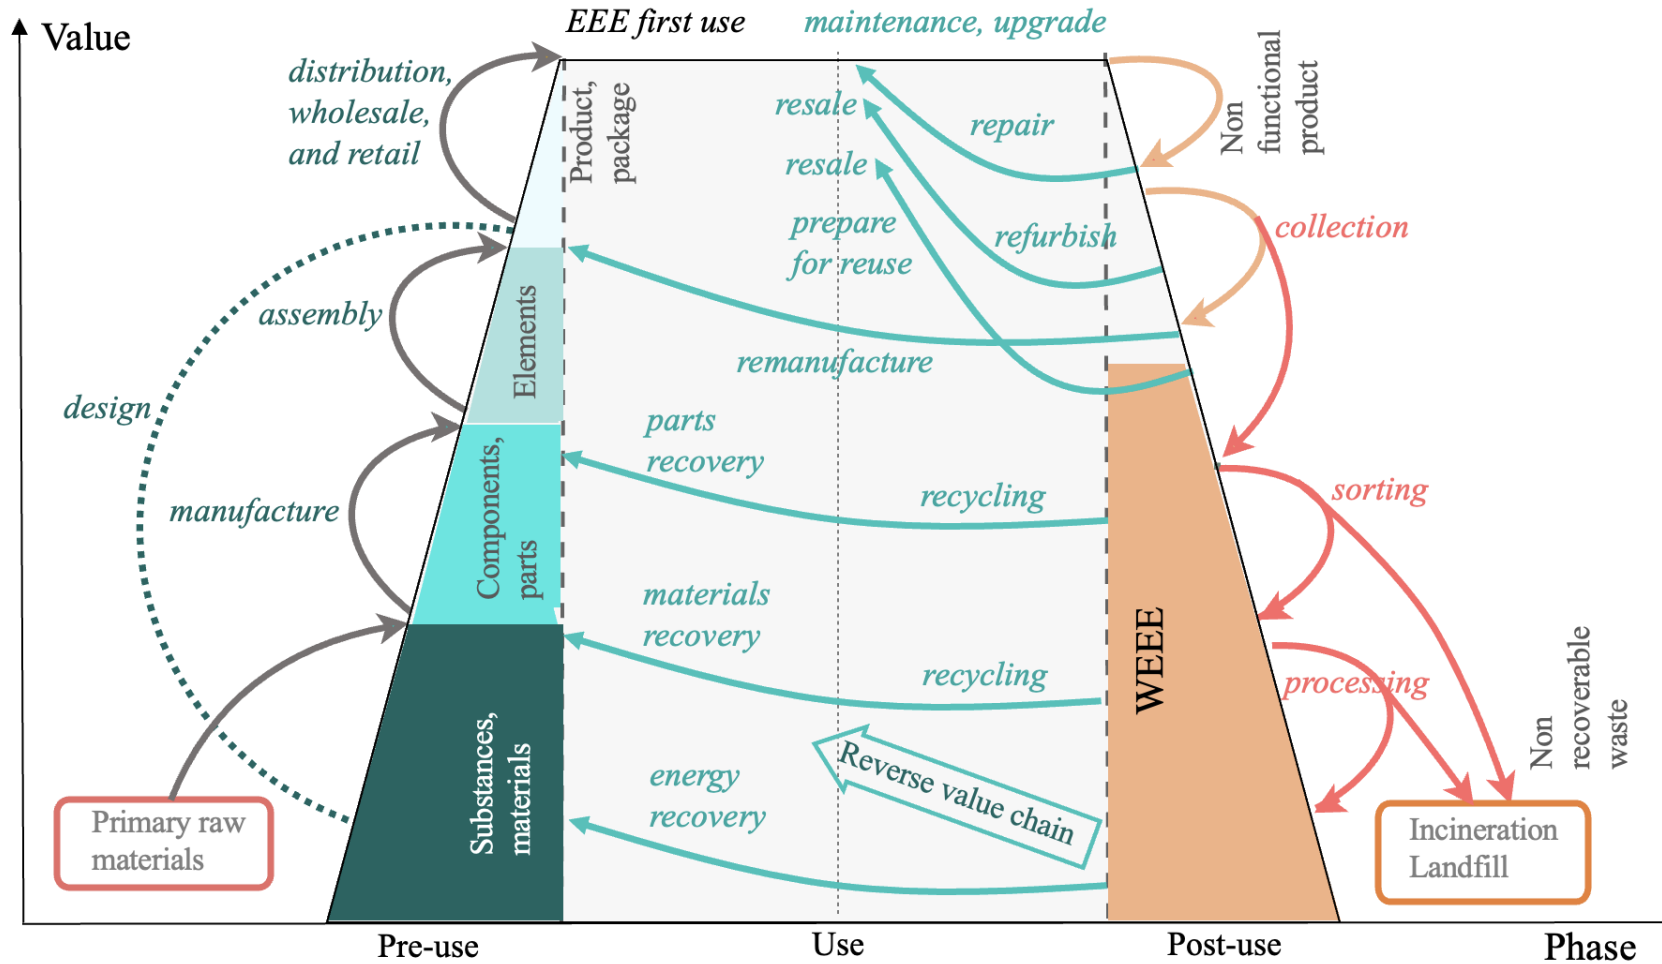 Value
EEE first use
maintenance, upgrade
distribution,
wholesale,
and retail
Product,
package
resale
repair
Non
functional
product
resale
prepare
for reuse
refurbish
collection
assembly
Elements
remanufacture
design
parts
recovery
Components,
parts
recycling
sorting
manufacture
materials
recovery
WEEE
recycling
processing
Non
recoverable
waste
Substances,
materials
energy
recovery
Reverse value chain
Primary raw
materials
Incineration
Landfill
Pre-use
Use
Post-use
Phase